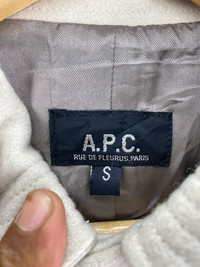 A.P.C.
RUE DE FLEURUS, PARIS
S